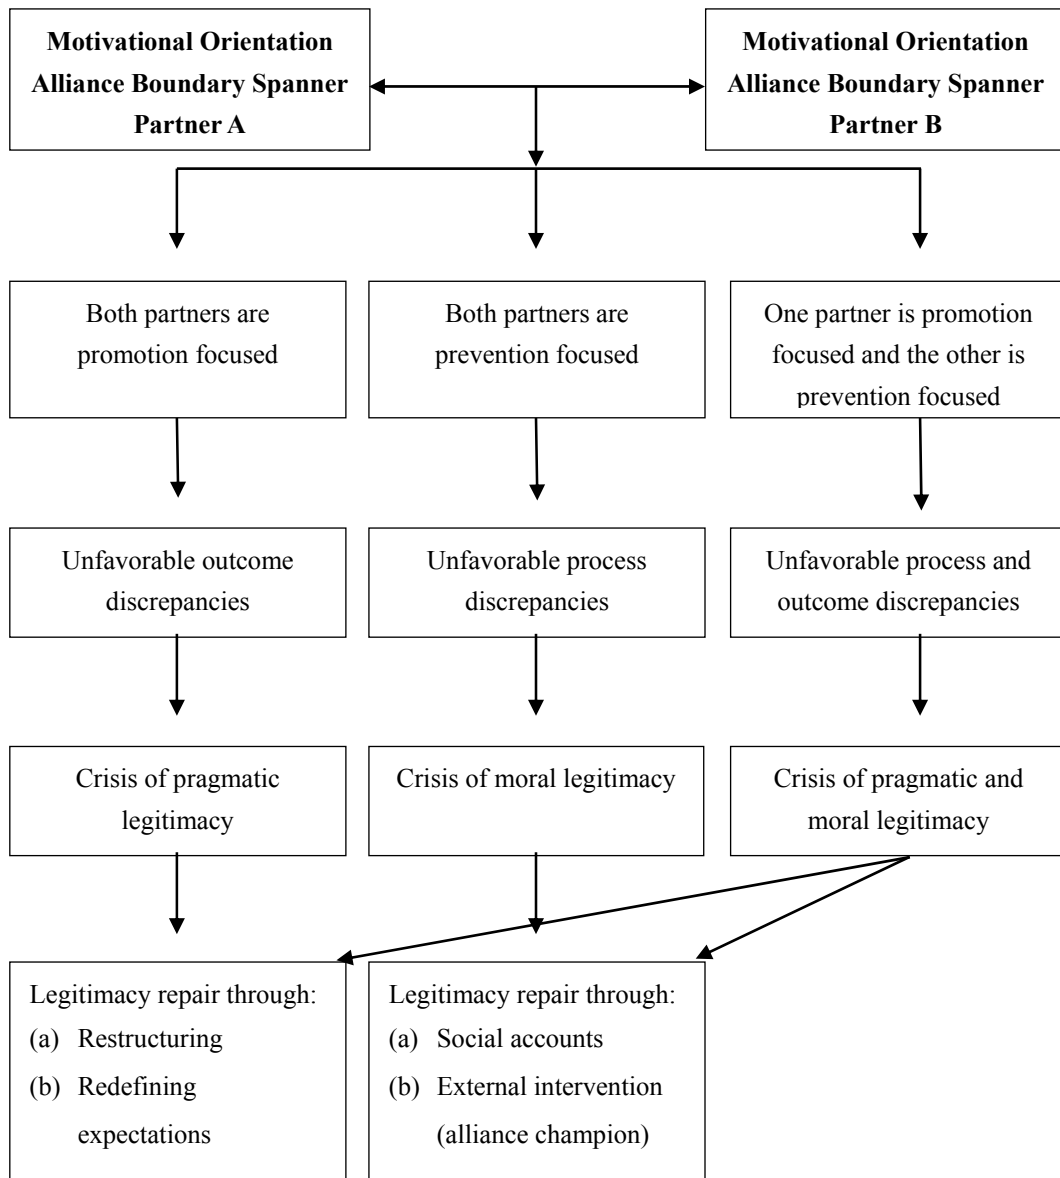 Motivational Orientation
Alliance Boundary Spanner
Partner A
Motivational Orientation
Alliance Boundary Spanner
Partner B
Both partners are
promotion focused
Both partners are
prevention focused
One partner is promotion
focused and the other is
prevention focused
Unfavorable outcome
discrepancies
Unfavorable process
discrepancies
Unfavorable process and
outcome discrepancies
Crisis of pragmatic
legitimacy
Crisis of moral legitimacy
Crisis of pragmatic and
moral legitimacy
Legitimacy repair through:
(a) Restructuring
(b) Redefining
expectations
Legitimacy repair through:
(a) Social accounts
(b) External intervention
(alliance champion)